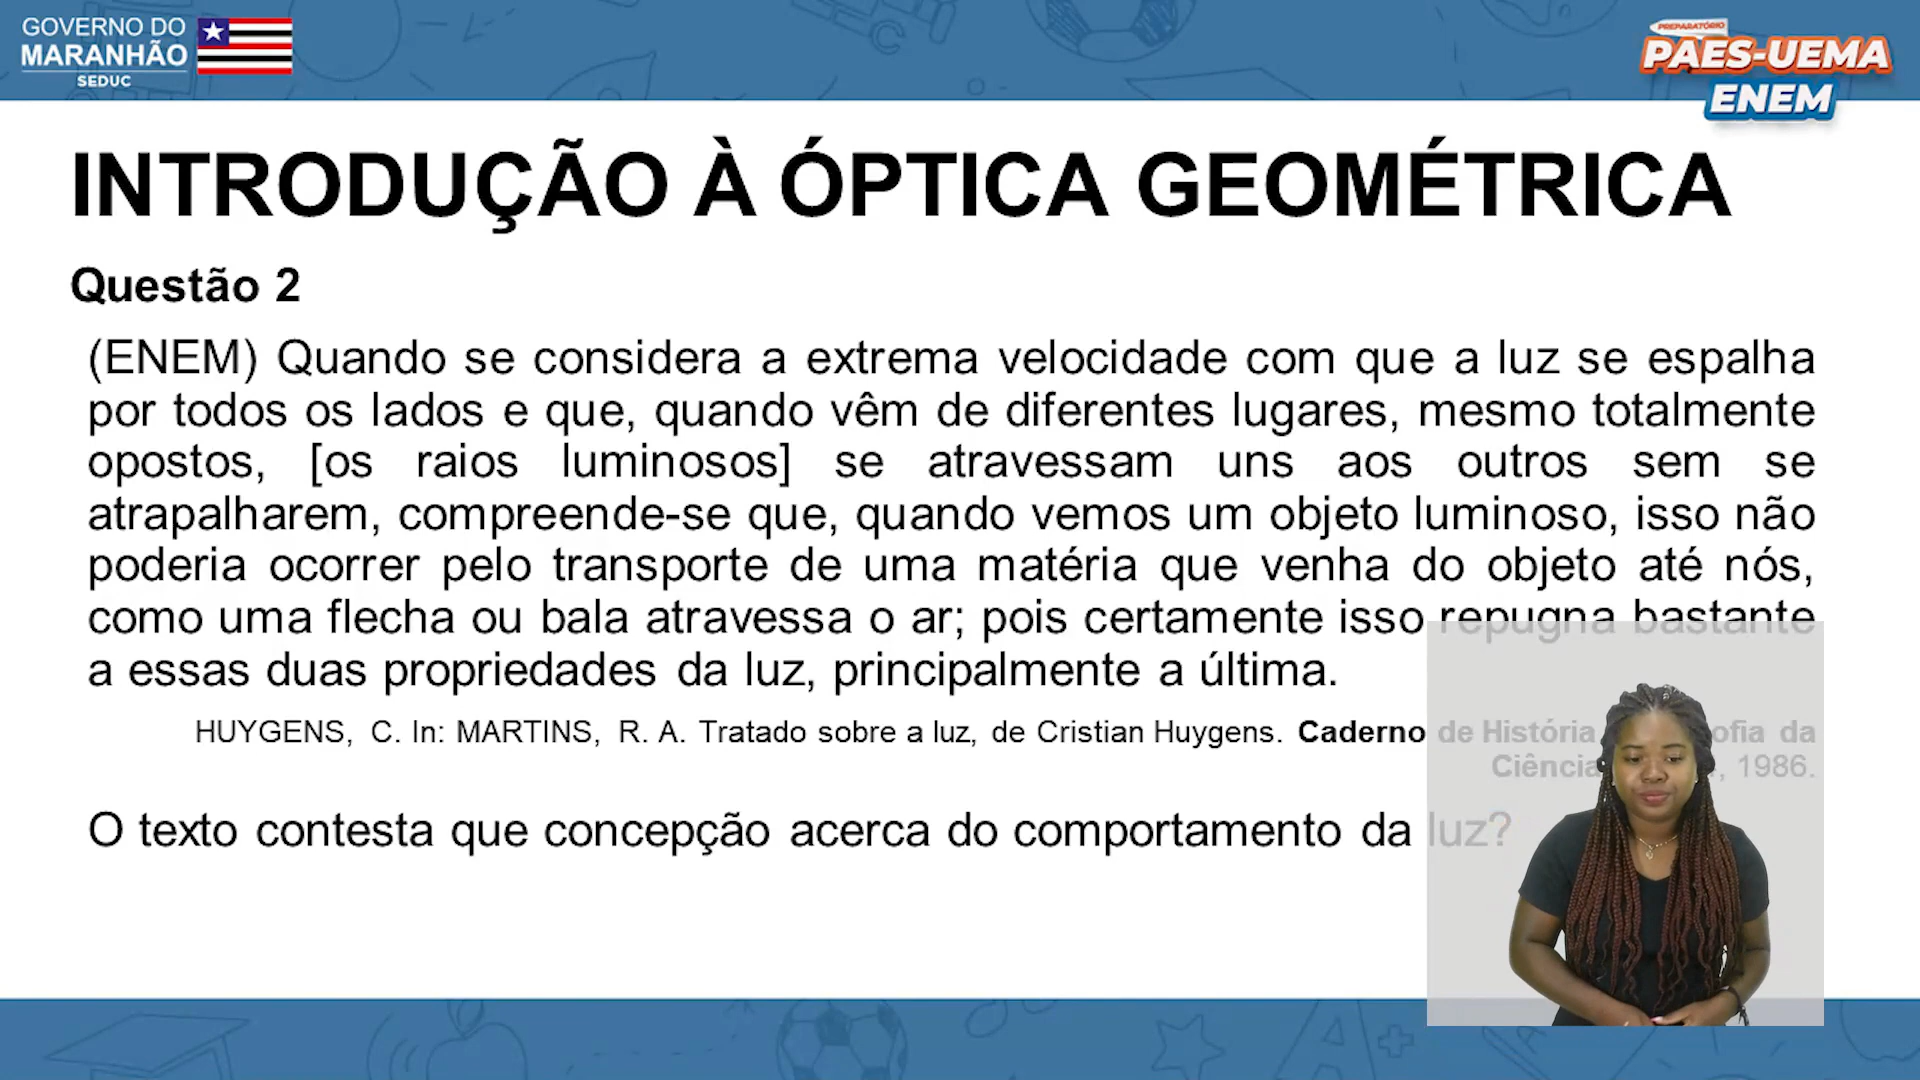 GOVERNO DO
MARANHÃO
SEDUC
PREPARATÓRIO
PAES-UEMA
ENEM
INTRODUÇÃO À ÓPTICA GEOMÉTRICA
Questão 2
(ENEM) Quando se considera a extrema velocidade com que a luz se espalha
por todos os lados e que, quando vêm de diferentes lugares, mesmo totalmente
opostos, [os raios luminosos] se atravessam uns aos outros sem se
atrapalharem, compreende-se que, quando vemos um objeto luminoso, isso não
poderia ocorrer pelo transporte de uma matéria que venha do objeto até nós,
como uma flecha ou bala atravessa o ar; pois certamente isso repugna bastante
a essas duas propriedades da luz, principalmente a última.
HUYGENS, C. In: MARTINS, R. A. Tratado sobre a luz, de Cristian Huygens. Caderno de História da
Ciência 1986.
O texto contesta que concepção acerca do comportamento da luz?